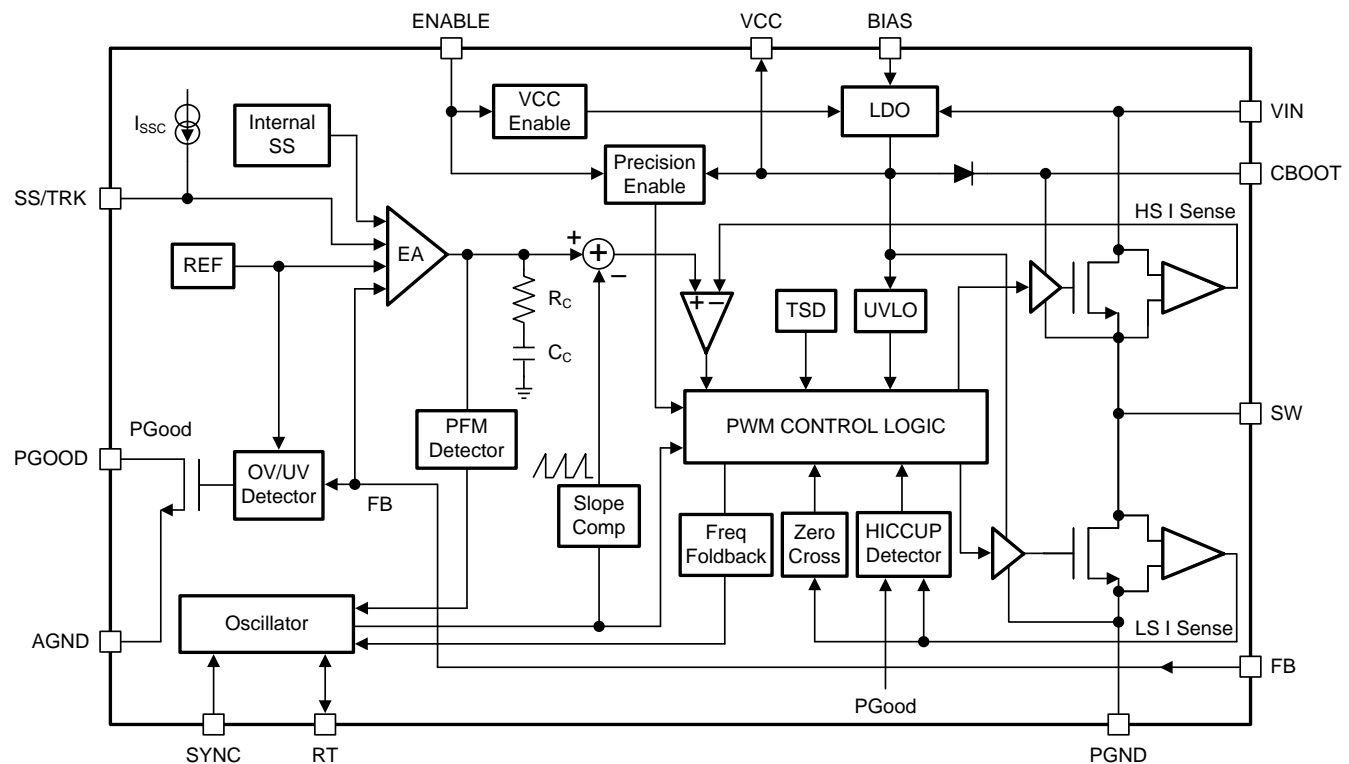 ENABLE
VCC
BIAS
ISSC
Internal
SS
VCC
Enable
LDO
VIN
Precision
Enable
CBOOT
SS/TRK
HS I Sense
EA
+
+
−
REF
+ −
RC
TSD
UVLO
CC
PWM CONTROL LOGIC
SW
PGood
PFM
Detector
PGOOD
OV/UV
Detector
FB
Slope
Comp
Freq
Foldback
Zero
Cross
HICCUP
Detector
Oscillator
LS I Sense
AGND
FB
PGood
SYNC
RT
PGND